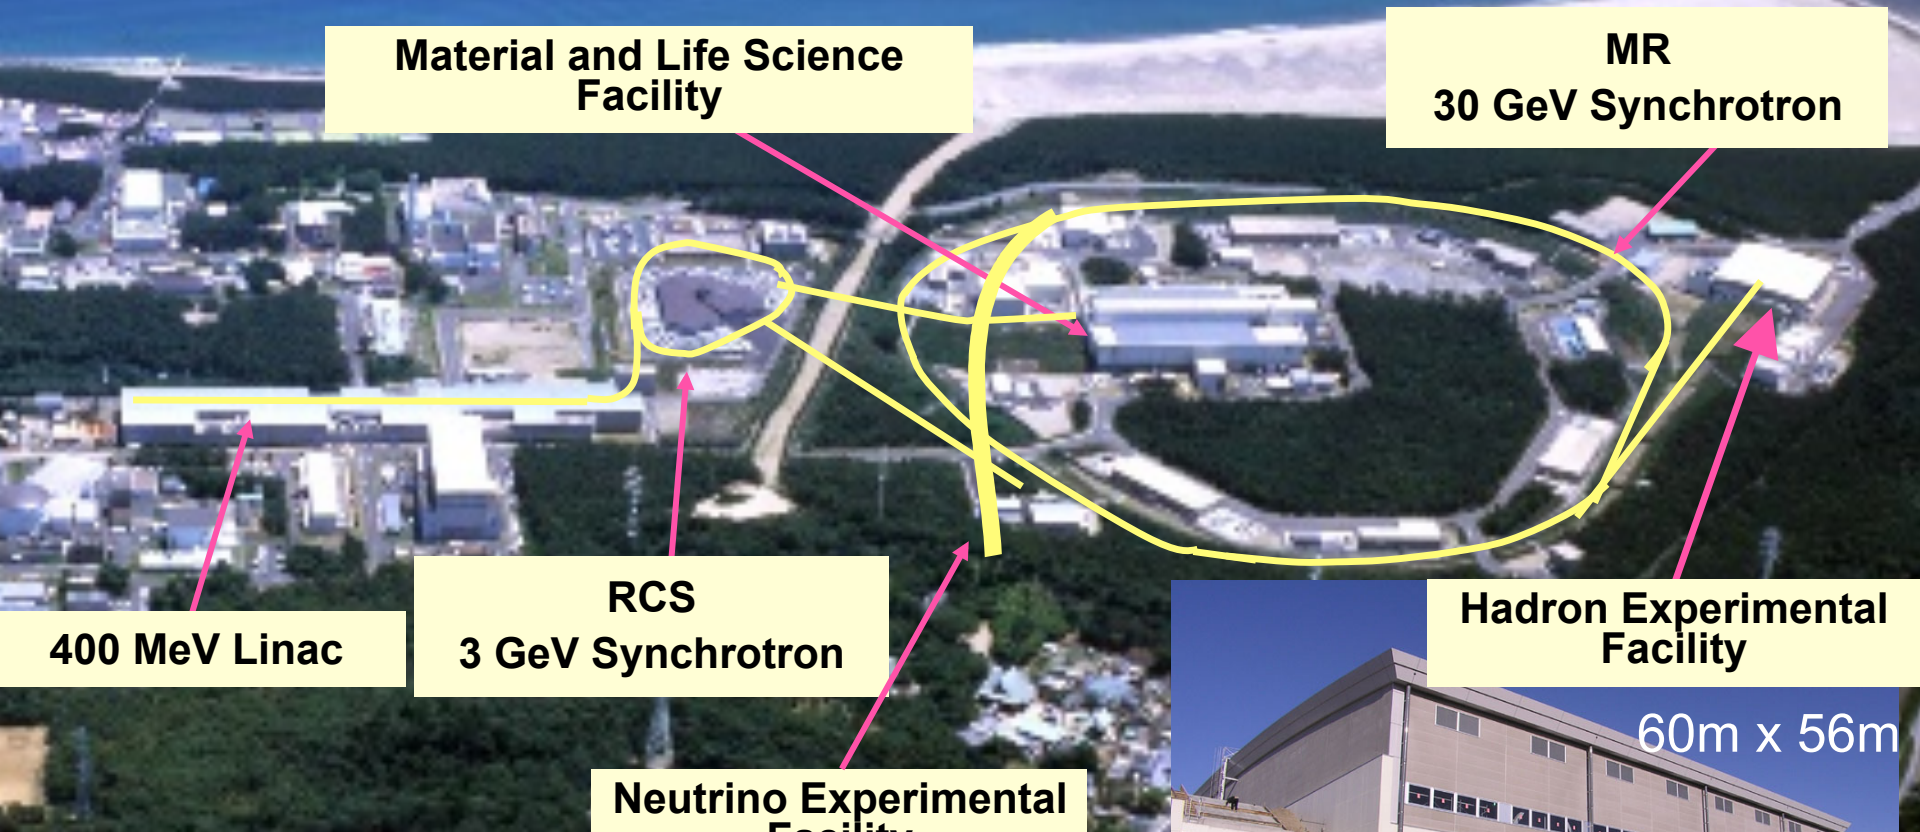 Material and Life Science
Facility
MR
30 GeV Synchrotron
RCS
3 GeV Synchrotron
400 MeV Linac
Hadron Experimental
Facility
60m x 56m
Neutrino Experimental
Facility